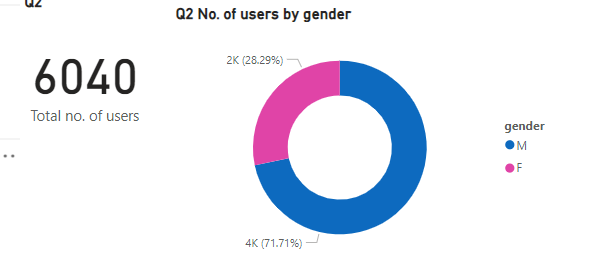 Q2
Q2 No. of users by gender
6040
Total no. of users
2K (28.29%)
4K (71.71%)
gender
M
F